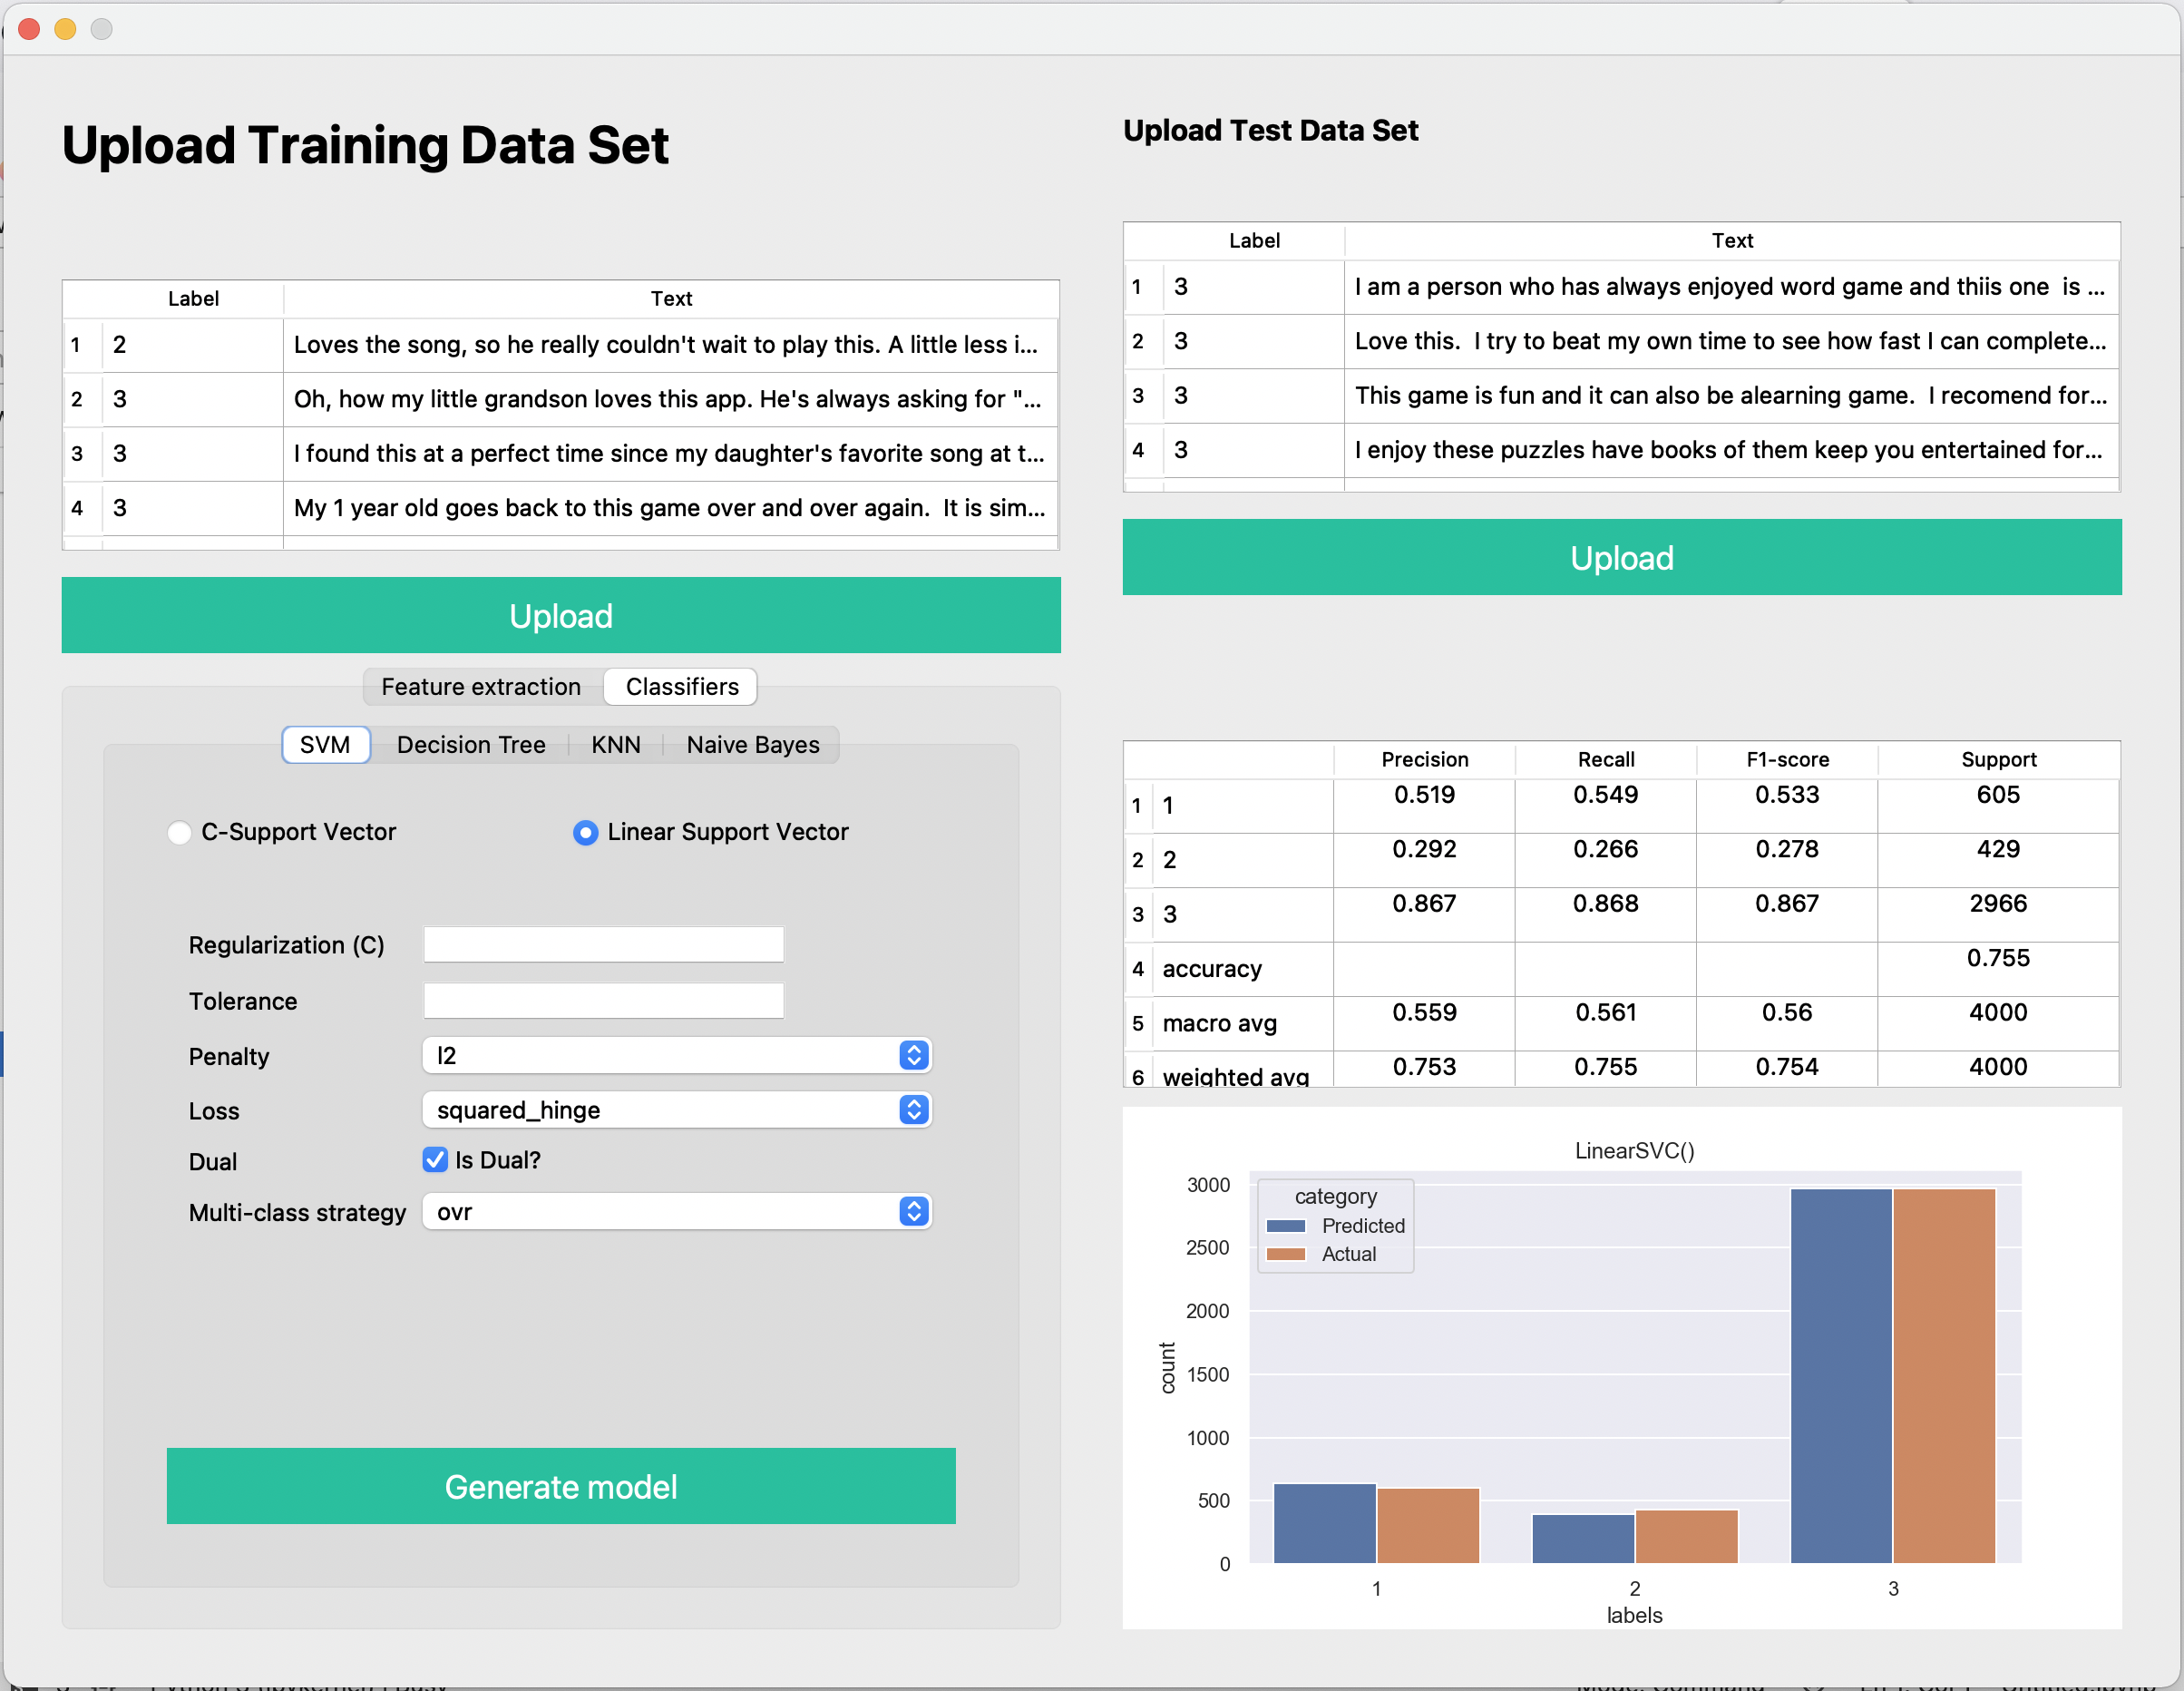 Upload Training Data Set
Label Text
1 2 Loves the song, so he really couldn't wait to play this. A little less i...
2 3 Oh, how my little grandson loves this app. He's always asking for "...
3 3 I found this at a perfect time since my daughter's favorite song at t...
4 3 My 1 year old goes back to this game over and over again.  It is sim...
Upload
Feature extraction Classifiers
SVM Decision Tree KNN Naive Bayes
C-Support Vector Linear Support Vector
Regularization (C)
Tolerance
Penalty l2
Loss squared_hinge
Dual Is Dual?
Multi-class strategy ovr
Generate model
Upload Test Data Set
Label Text
1 3 I am a person who has always enjoyed word game and thiis one  is ...
2 3 Love this.  I try to beat my own time to see how fast I can complete...
3 3 This game is fun and it can also be alearning game.  I recomend for...
4 3 I enjoy these puzzles have books of them keep you entertained for...
Upload
Precision Recall F1-score Support
1 1 0.519 0.549 0.533 605
2 2 0.292 0.266 0.278 429
3 3 0.867 0.868 0.867 2966
4 accuracy 0.755
5 macro avg 0.559 0.561 0.56 4000
6 weighted avg 0.753 0.755 0.754 4000
LinearSVC()
category
Predicted
Actual
3000
2500
2000
1500
1000
500
0
count
1 2 3
labels